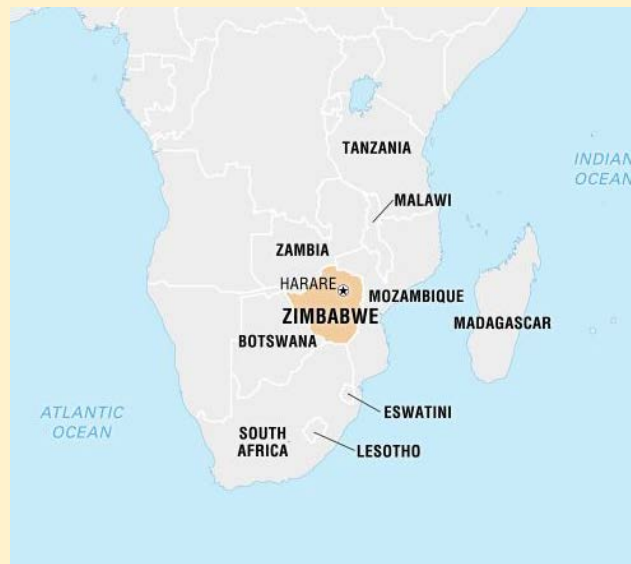 TANZANIA
INDIAN
OCEAN
MALAWI
ZAMBIA
HARARE
MOZAMBIQUE
ZIMBABWE
MADAGASCAR
BOTSWANA
ATLANTIC
OCEAN
ESWATINI
SOUTH
AFRICA
LESOTHO